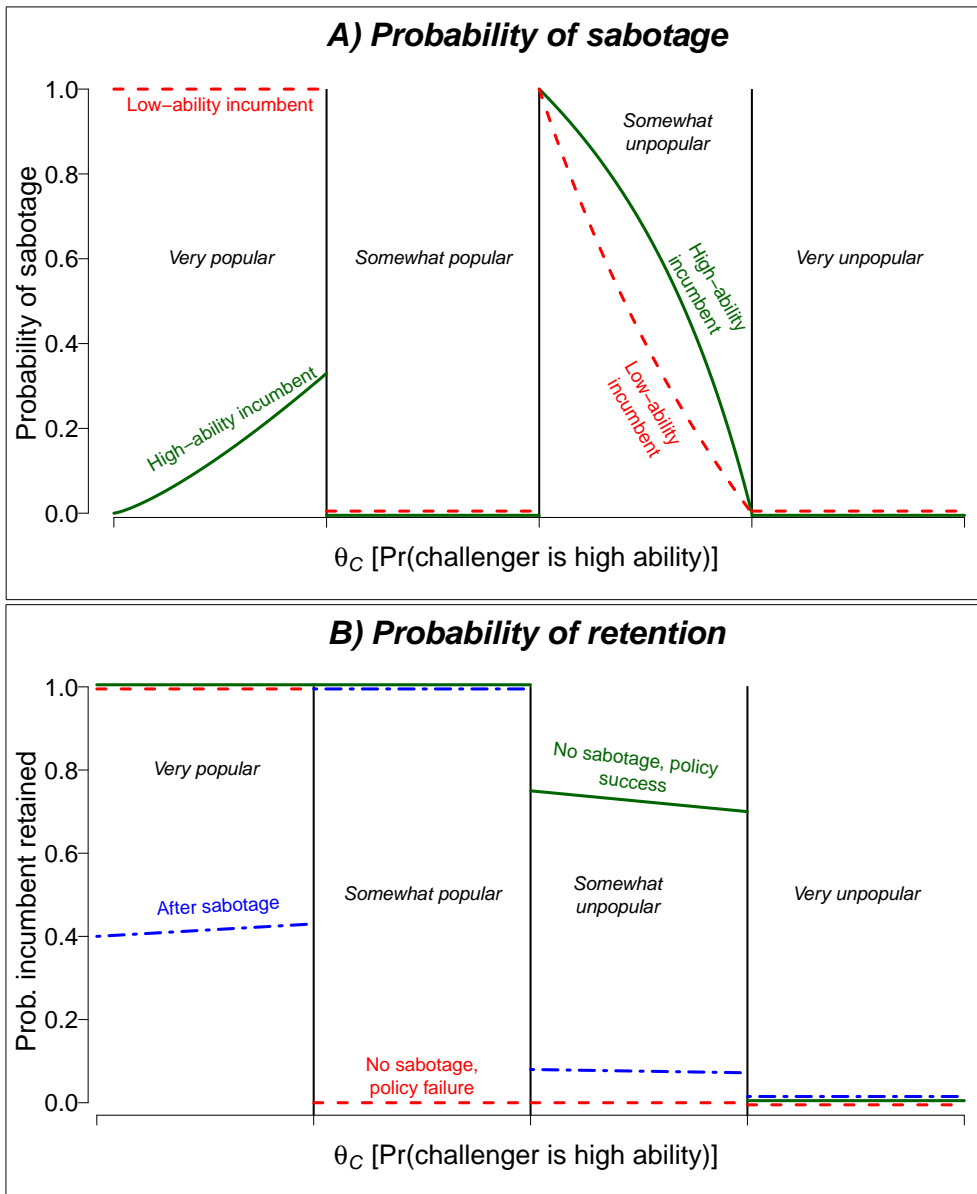 A) Probability of sabotage
1.0
0.8
0.6
0.4
0.2
0.0
Probability of sabotage
Low−ability incumbent
Very popular
High−ability incumbent
Somewhat popular
Somewhat
unpopular
High−ability
incumbent
Low−ability
incumbent
Very unpopular
θC [Pr(challenger is high ability)]
B) Probability of retention
1.0
0.8
0.6
0.4
0.2
0.0
Prob. incumbent retained
Very popular
After sabotage
Somewhat popular
No sabotage,
policy failure
No sabotage, policy
success
Somewhat
unpopular
Very unpopular
θC [Pr(challenger is high ability)]